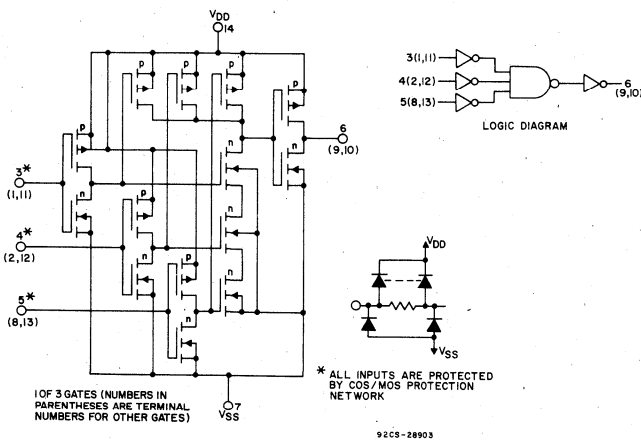 VDD
14
p
p
p
p
p
3*
(1,11)
n
n
6
(9,10)
n
4*
(2,12)
p
n
n
p
n
5*
(8,13)
n
VSS
7
1 OF 3 GATES (NUMBERS IN
PARENTHESES ARE TERMINAL
NUMBERS FOR OTHER GATES)
3(1,11)
4(2,12)
5(8,13)
6
(9,10)
LOGIC DIAGRAM
VDD
VSS
* ALL INPUTS ARE PROTECTED
BY COS/MOS PROTECTION
NETWORK
92CS-28903